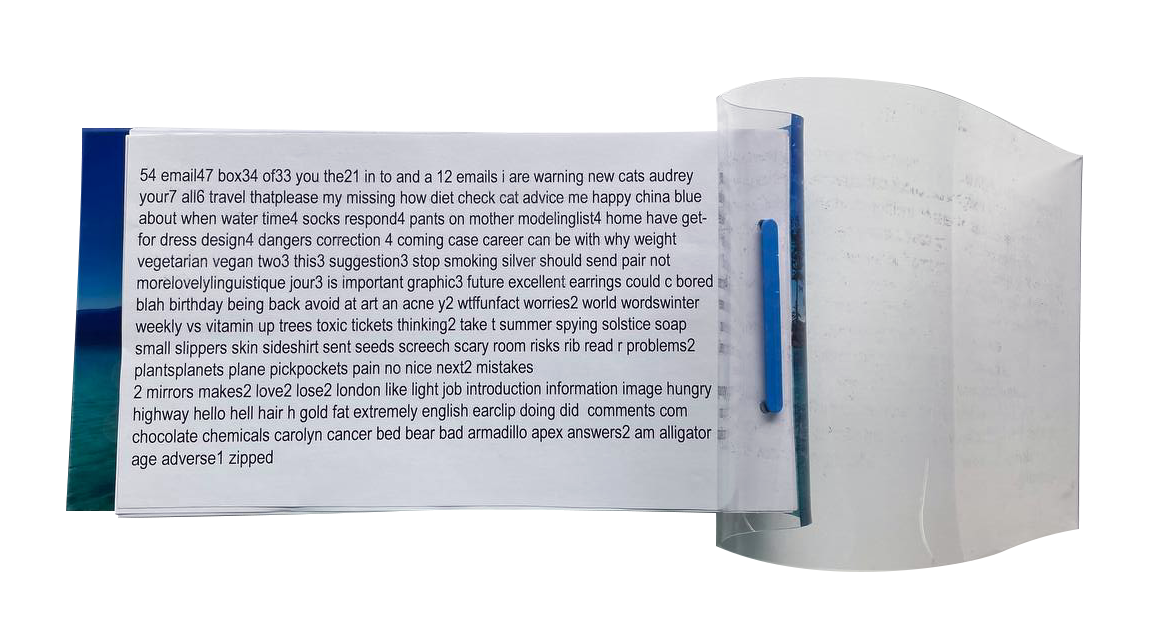 54 email47 box34 of33 you the21 in to and a 12 emails i are warning new cats audrey
your7 all6 travel thatplease my missing how diet check cat advice me happy china blue
about when water time4 socks respond4 pants on mother modelinglist4 home have get-
for dress design4 dangers correction 4 coming case career can be with why weight
vegetarian vegan two3 this3 suggestion3 stop smoking silver should send pair not
morelovelylinguistique jour3 is important graphic3 future excellent earrings could c bored
blah birthday being back avoid at art an acne y2 wtffunfact worries2 world wordswinter
weekly vs vitamin up trees toxic tickets thinking2 take t summer spying solstice soap
small slippers skin sideshirt sent seeds screech scary room risks rib read r problems2
plantsplanets plane pickpockets pain no nice next2 mistakes
2 mirrors makes2 love2 lose2 london like light job introduction information image hungry
highway hello hell hair h gold fat extremely english earclip doing did comments com
chocolate chemicals carolyn cancer bed bear bad armadillo apex answers2 am alligator
age adverse1 zipped